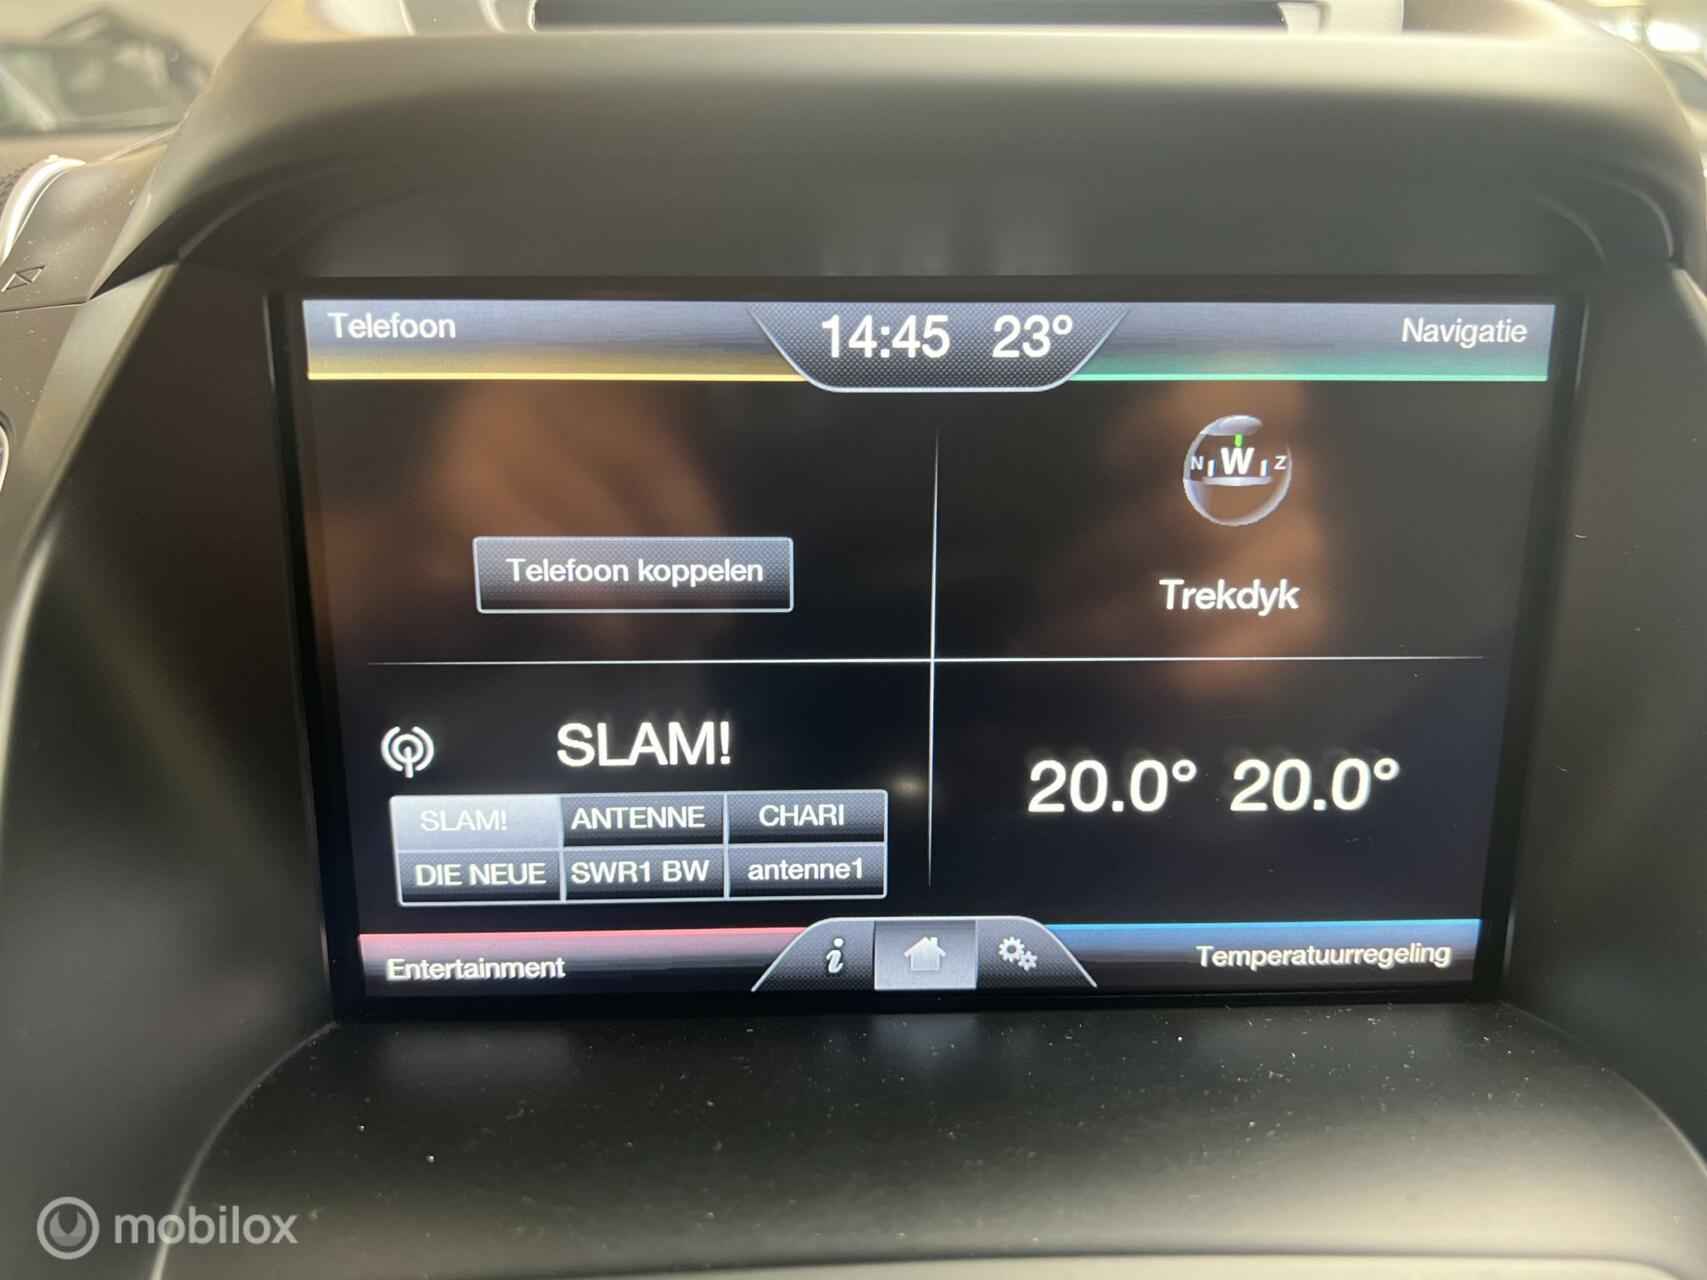 Telefoon
14:45 23°
Navigatie
N W Z
Telefoon koppelen
Trekdyk
SLAM!
SLAM! ANTENNE CHARI
DIE NEUE SWR1 BW antenne1
20.0° 20.0°
Entertainment
i
Temperatuurregeling
mobilox